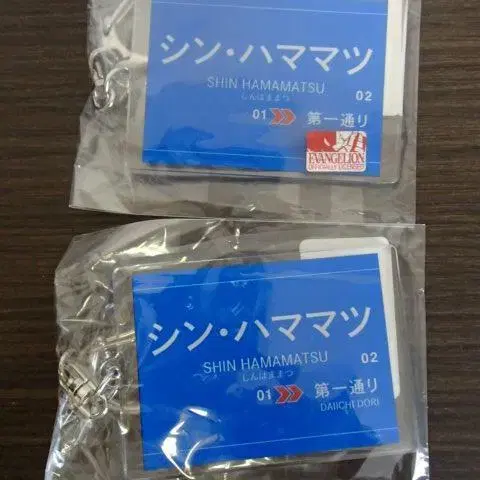 シン・ハママツ
SHIN HAMAMATSU
しんはままつ
02
01 第一通り
EVANGELION
OFFICIALLY LICENSED
シン・ハママツ
SHIN HAMAMATSU
しんはままつ
02
01 第一通り
DAIICHI DORI